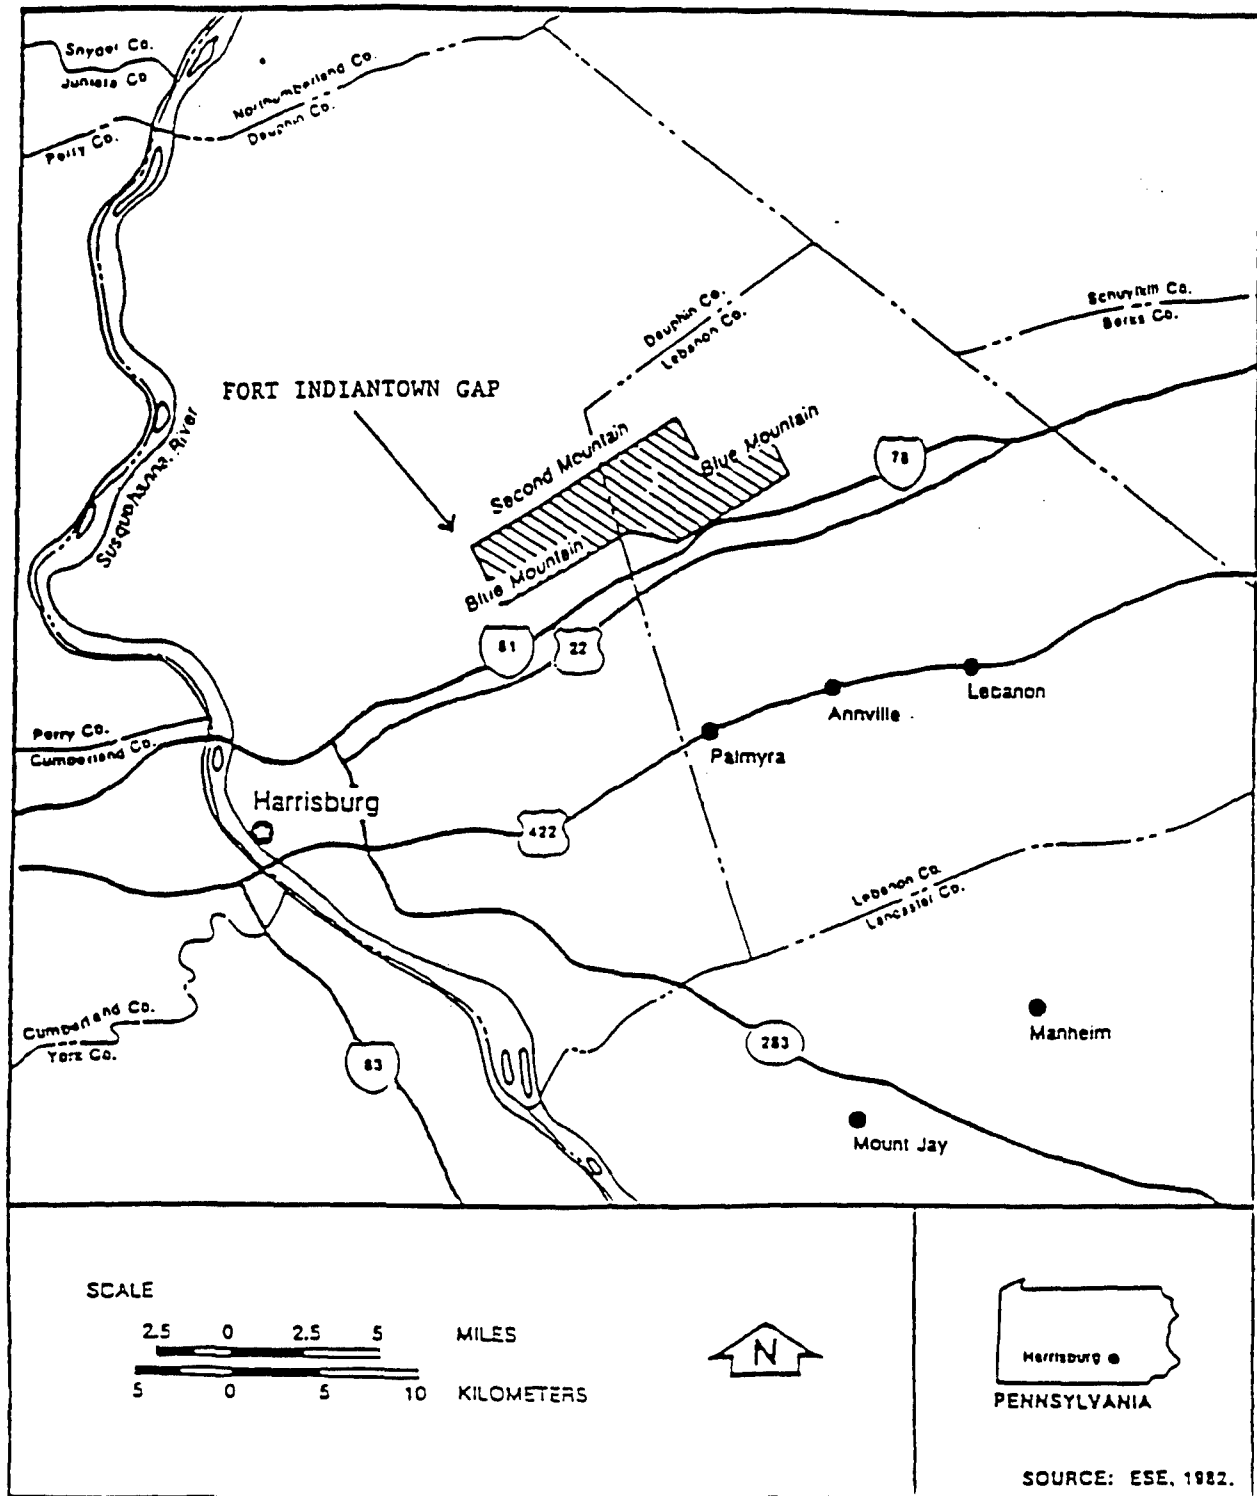 Snyder Co.
Juniata Co
Northumberland Co.
Dauphin Co.
Perry Co.
Dauphin Co.
Lebanon Co.
Schuylkill Co.
Berks Co.
FORT INDIANTOWN GAP
Susquehanna River
Second Mountain
Blue Mountain
78
Blue Mountain
81
22
Lebanon
Annville
Palmyra
Perry Co.
Cumberland Co.
Harrisburg
422
Lebanon Co.
Lancaster Co.
Cumberland Co.
York Co.
83
283
Manheim
Mount Jay
SCALE
2.5 0 2.5 5 MILES
5 0 5 10 KILOMETERS
N
Harrisburg
PENNSYLVANIA
SOURCE: ESE, 1982.